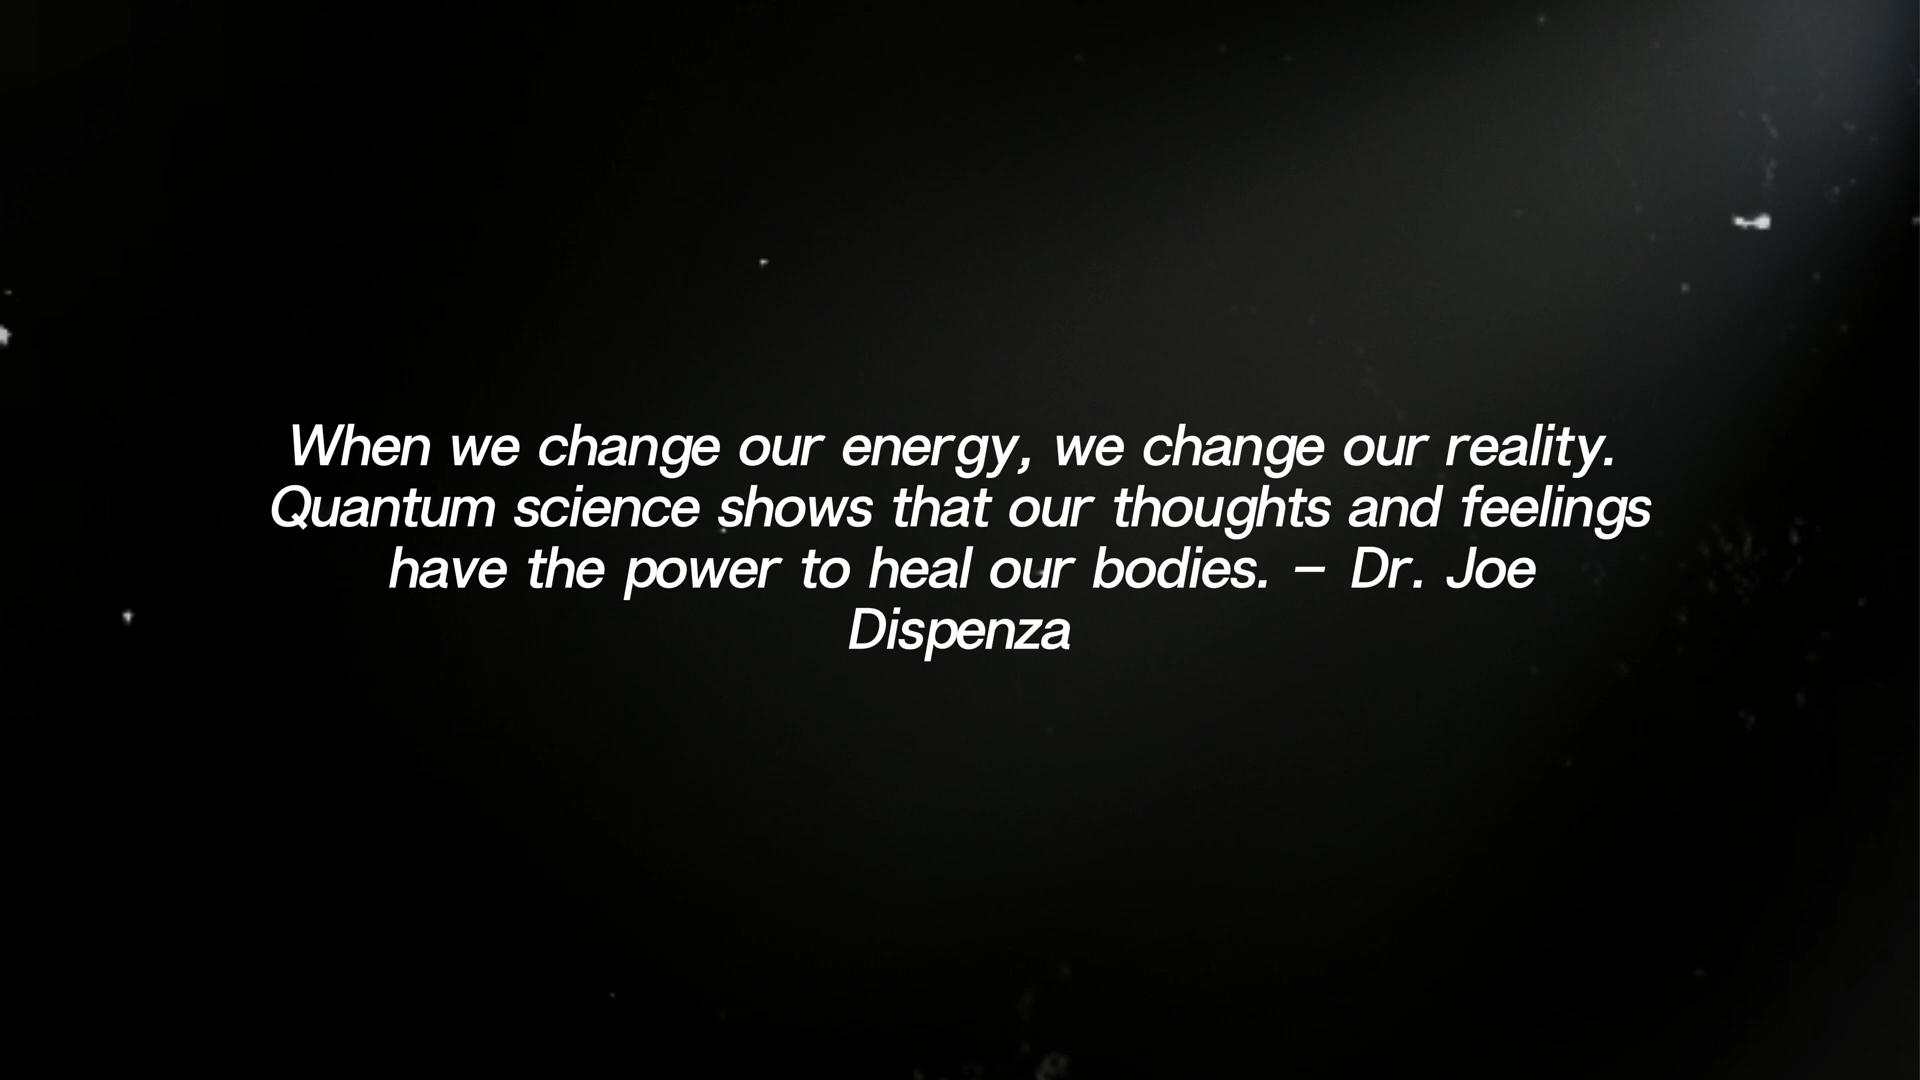 When we change our energy, we change our reality.
Quantum science shows that our thoughts and feelings
have the power to heal our bodies. – Dr. Joe
Dispenza